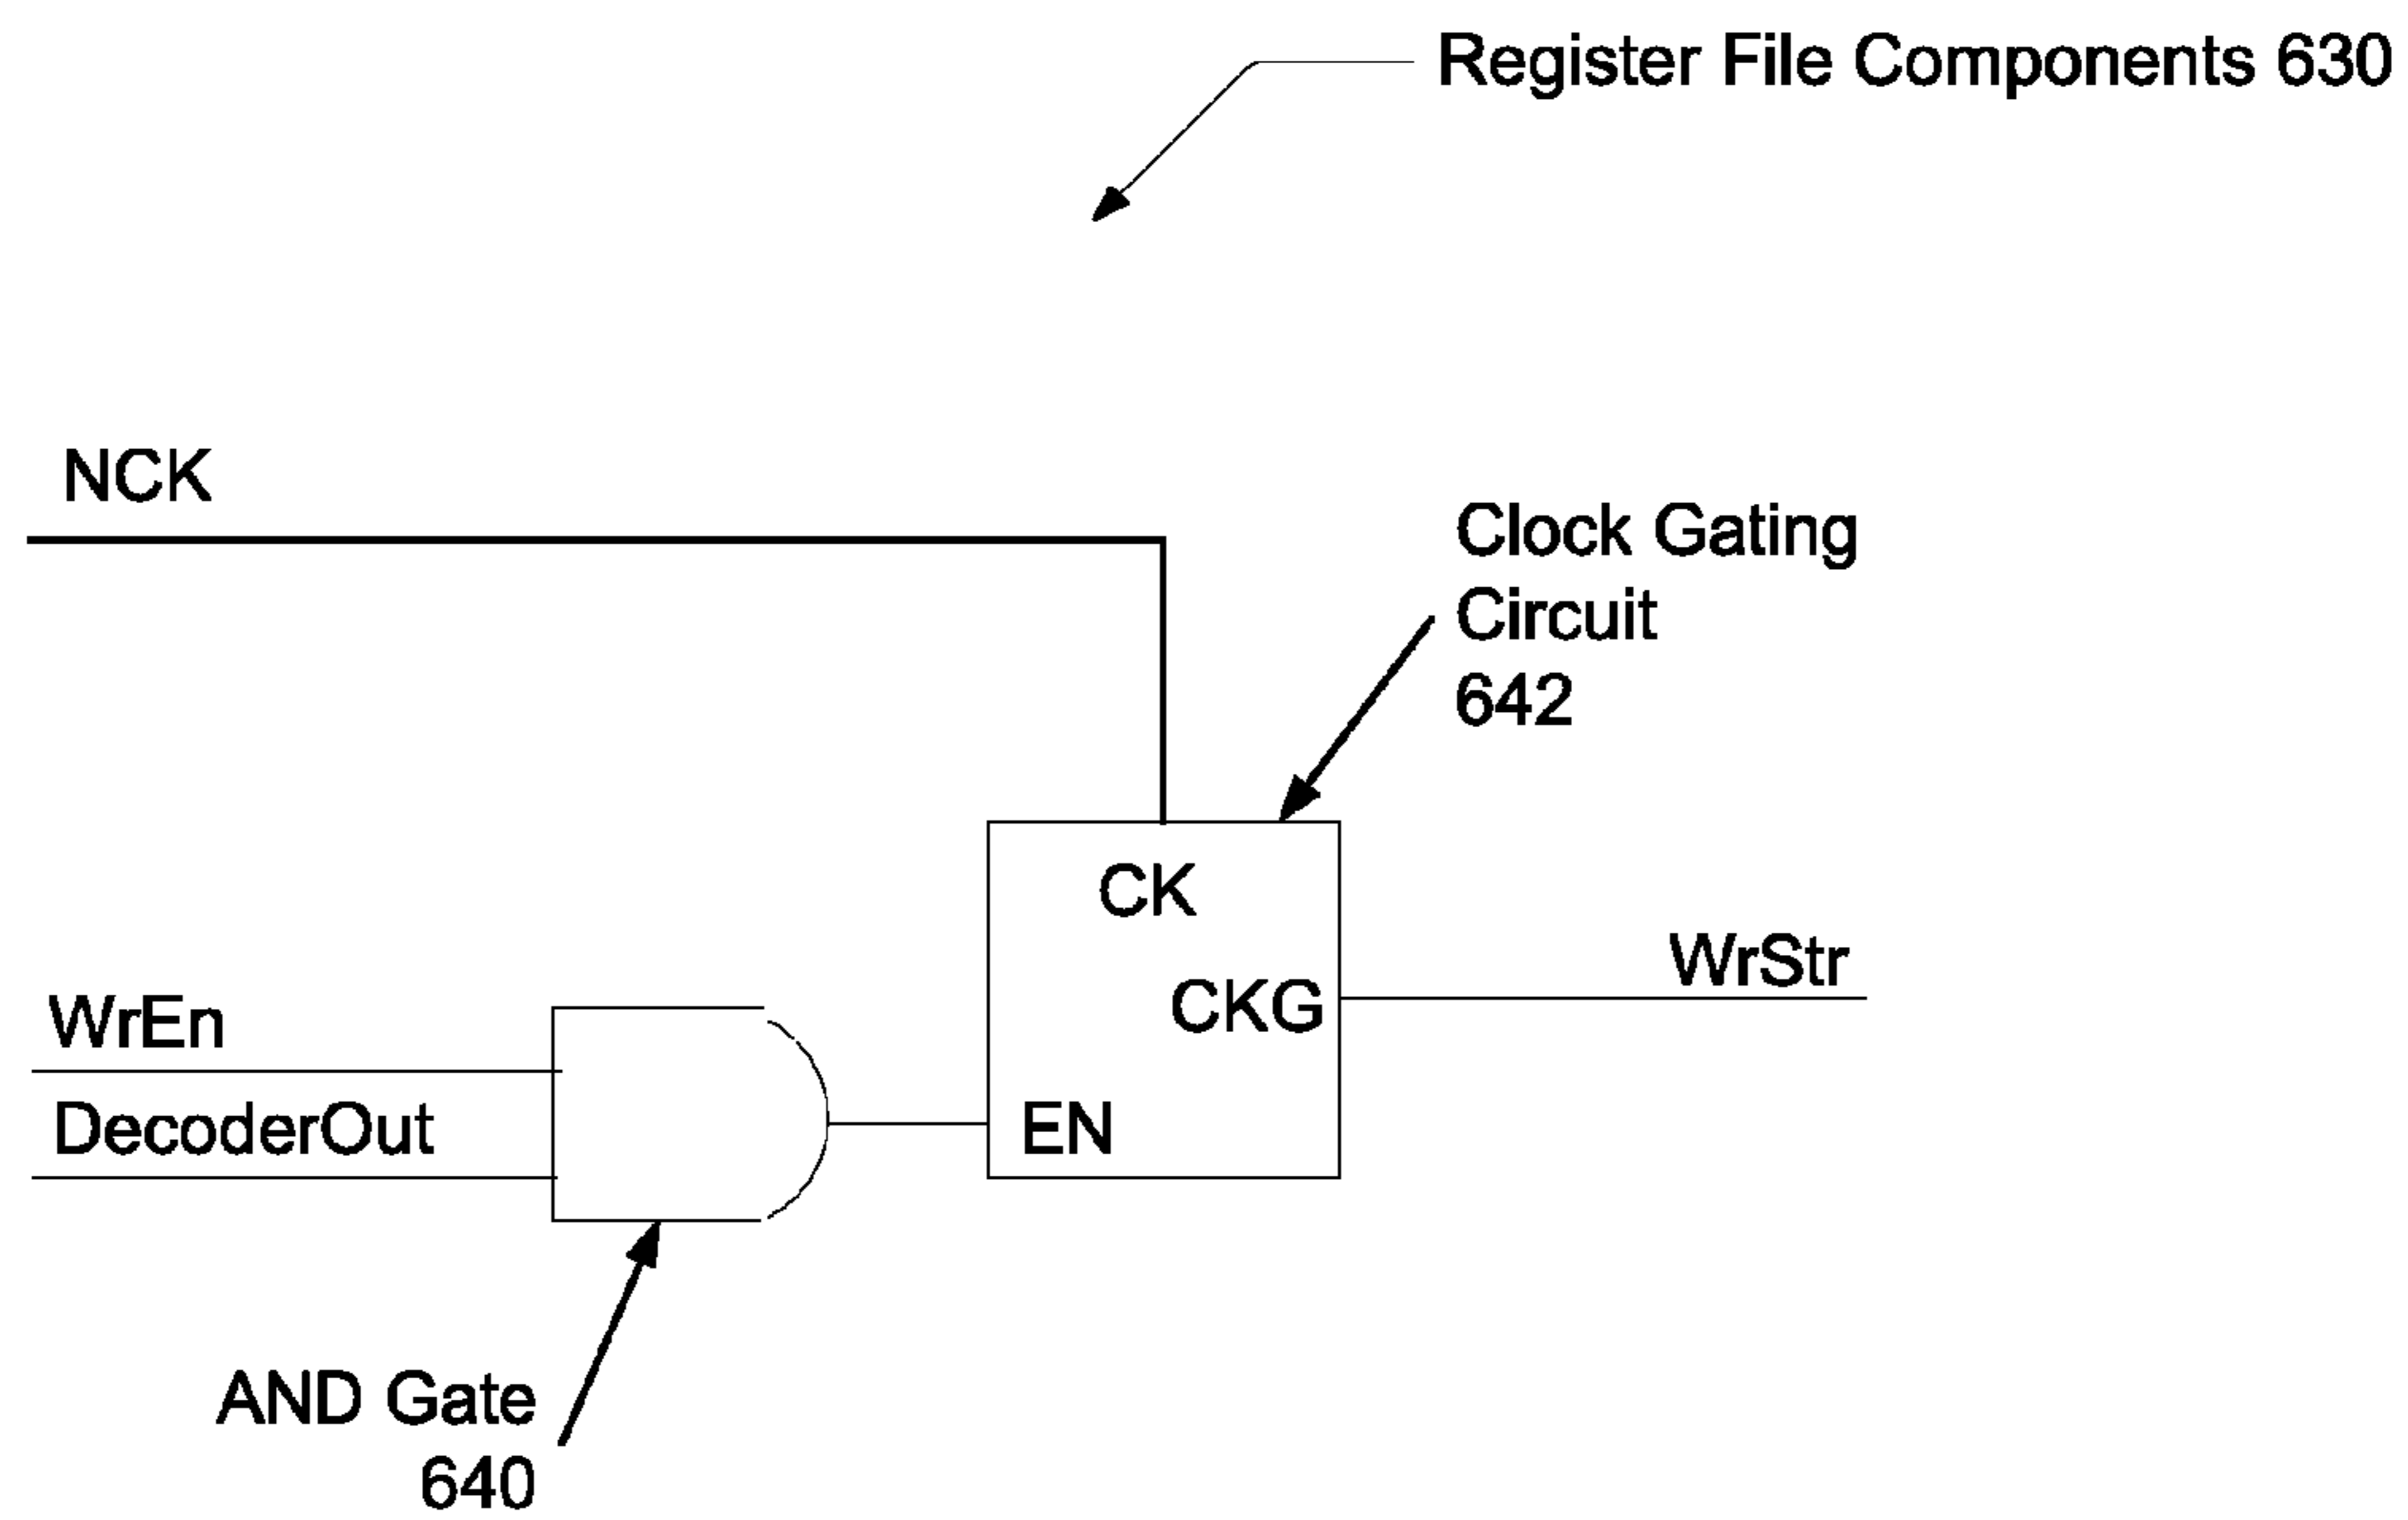 Register File Components 630
NCK
Clock Gating
Circuit
642
CK
CKG
WrStr
WrEn
DecoderOut
EN
AND Gate
640